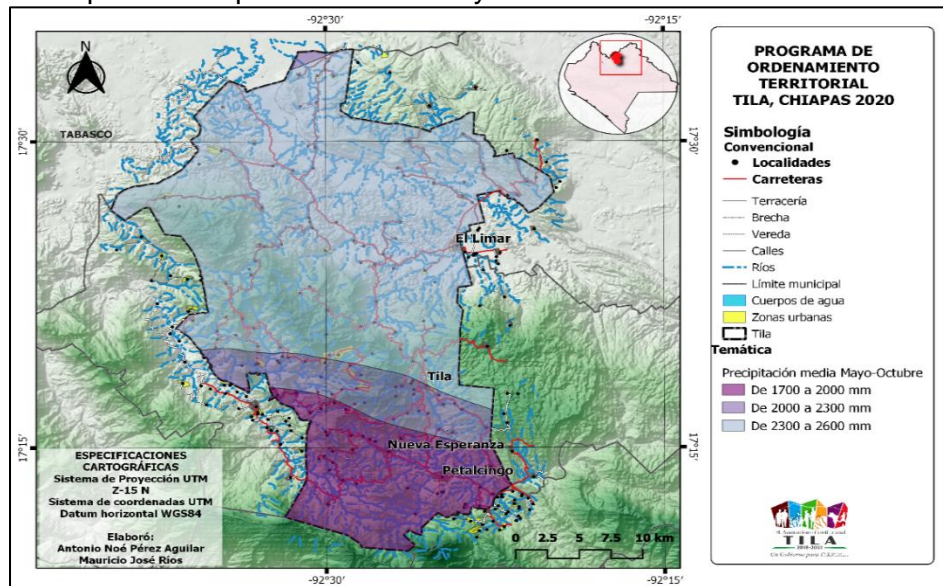 -92°30'
-92°15'
N
TABASCO
17°30'
17°30'
El Limar
Tila
Nueva Esperanza
Petalcingo
17°15'
17°15'
ESPECIFICACIONES
CARTOGRÁFICAS
Sistema de Proyección UTM
Z-15 N
Sistema de coordenadas UTM
Datum horizontal WGS84
Elaboró:
Antonio Noé Pérez Aguilar
Mauricio José Ríos
0 2.5 5 7.5 10 km
-92°30'
-92°15'
PROGRAMA DE
ORDENAMIENTO
TERRITORIAL
TILA, CHIAPAS 2020
Simbología
Convencional
Localidades
Carreteras
Terracería
Brecha
Vereda
Calles
Ríos
Límite municipal
Cuerpos de agua
Zonas urbanas
Tila
Temática
Precipitación media Mayo-Octubre
De 1700 a 2000 mm
De 2000 a 2300 mm
De 2300 a 2600 mm
TILA